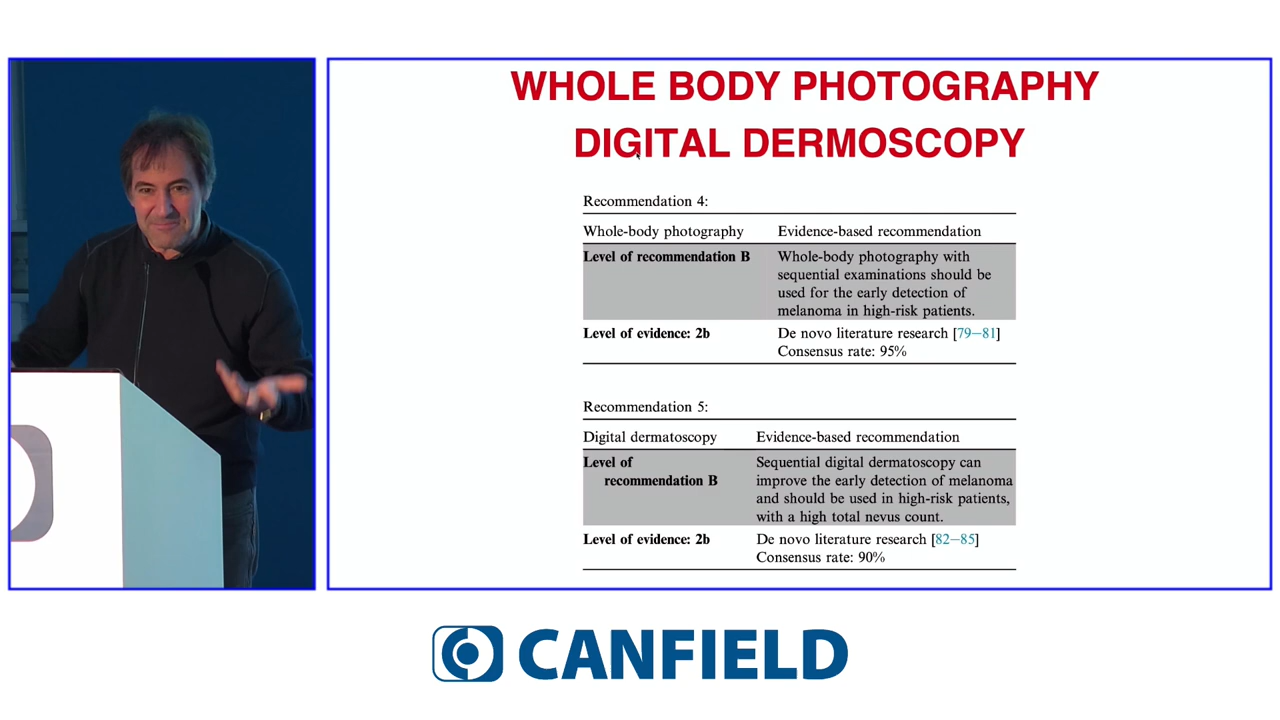 WHOLE BODY PHOTOGRAPHY
DIGITAL DERMOSCOPY
Recommendation 4:
Whole-body photography Evidence-based recommendation
Level of recommendation B Whole-body photography with
sequential examinations should be
used for the early detection of
melanoma in high-risk patients.
Level of evidence: 2b De novo literature research [79–81]
Consensus rate: 95%
Recommendation 5:
Digital dermatoscopy Evidence-based recommendation
Level of Sequential digital dermatoscopy can
recommendation B improve the early detection of melanoma
and should be used in high-risk patients,
with a high total nevus count.
Level of evidence: 2b De novo literature research [82–85]
Consensus rate: 90%
CANFIELD